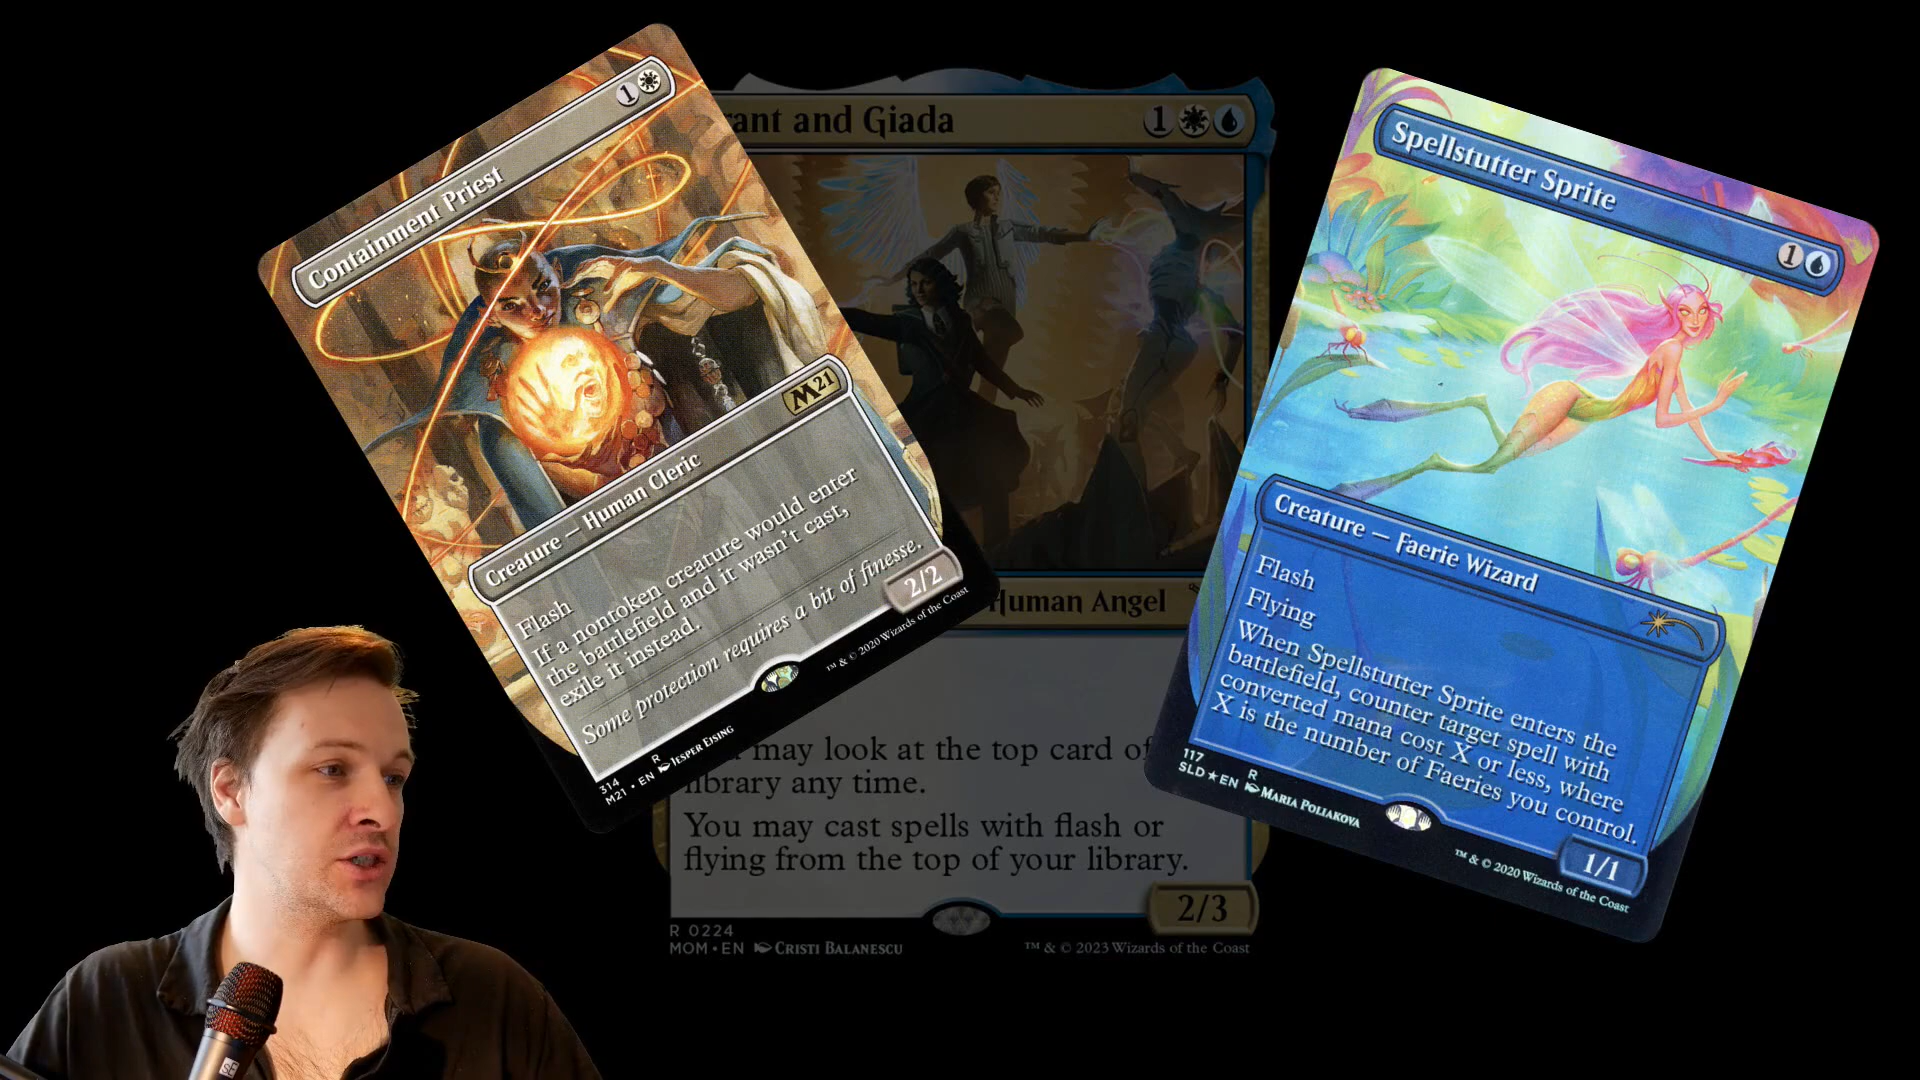 Containment Priest
1
M21
Creature — Human Cleric
Flash
If a nontoken creature would enter
the battlefield and it wasn't cast,
exile it instead.
Some protection requires a bit of finesse.
2/2
314 R
M21 • EN JESPER EISING
™ & © 2020 Wizards of the Coast
rant and Giada
1
Human Angel
may look at the top card of
library any time.
You may cast spells with flash or
flying from the top of your library.
2/3
R 0224
MOM • EN CRISTI BALANESCU
™ & © 2023 Wizards of the Coast
Spellstutter Sprite
1
Creature — Faerie Wizard
Flash
Flying
When Spellstutter Sprite enters the
battlefield, counter target spell with
converted mana cost X or less, where
X is the number of Faeries you control.
1/1
117 R
SLD ★ EN MARIA POLIAKOVA
™ & © 2020 Wizards of the Coast
SE